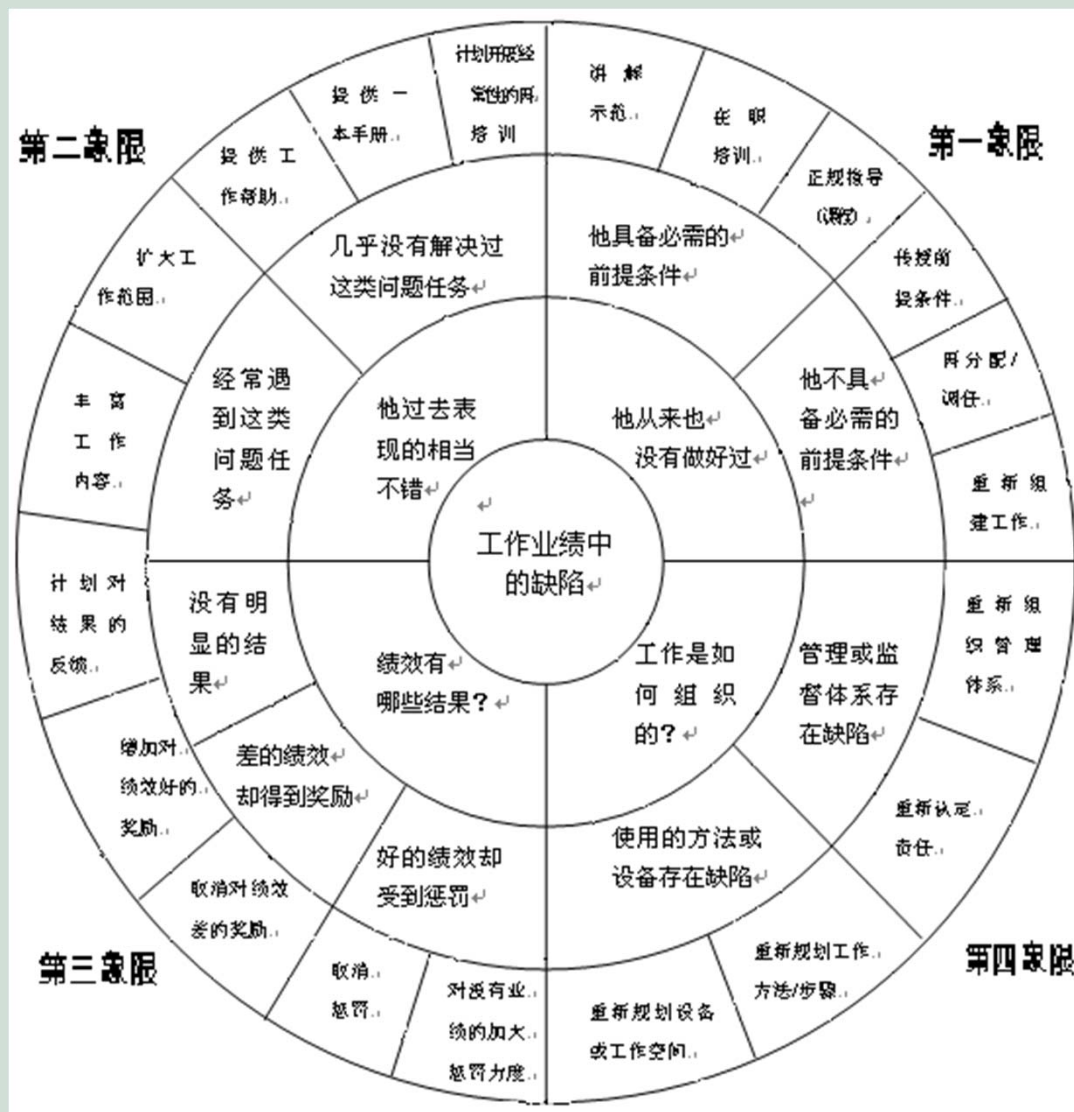 第二象限
第一象限
第三象限
第四象限
工作业绩中
的缺陷
他从来也
没有做好过
他过去表
现的相当
不错
绩效有
哪些结果?
工作是如
何组织
的?
他具备必需的
前提条件
他不具
备必需的
前提条件
几乎没有解决过
这类问题任务
经常遇
到这类
问题任
务
没有明
显的结
果
差的绩效
却得到奖励
好的绩效却
受到惩罚
使用的方法或
设备存在缺陷
管理或监
督体系存
在缺陷
讲解
示范
在职
培训
正规指导
(课堂)
传授前
提条件
再分配/
调任
重新组
建工作
重新组
织管理
体系
重新认定
责任
重新规划工作
方法/步骤
重新规划设备
或工作空间
对没有业
绩的加大
惩罚力度
取消
惩罚
取消对绩效
差的奖励
增加对
绩效好的
奖励
计划对
结果的
反馈
丰富
工作
内容
扩大工
作范围
提供工
作帮助
提供一
本手册
计划开展经
常性的再
培训